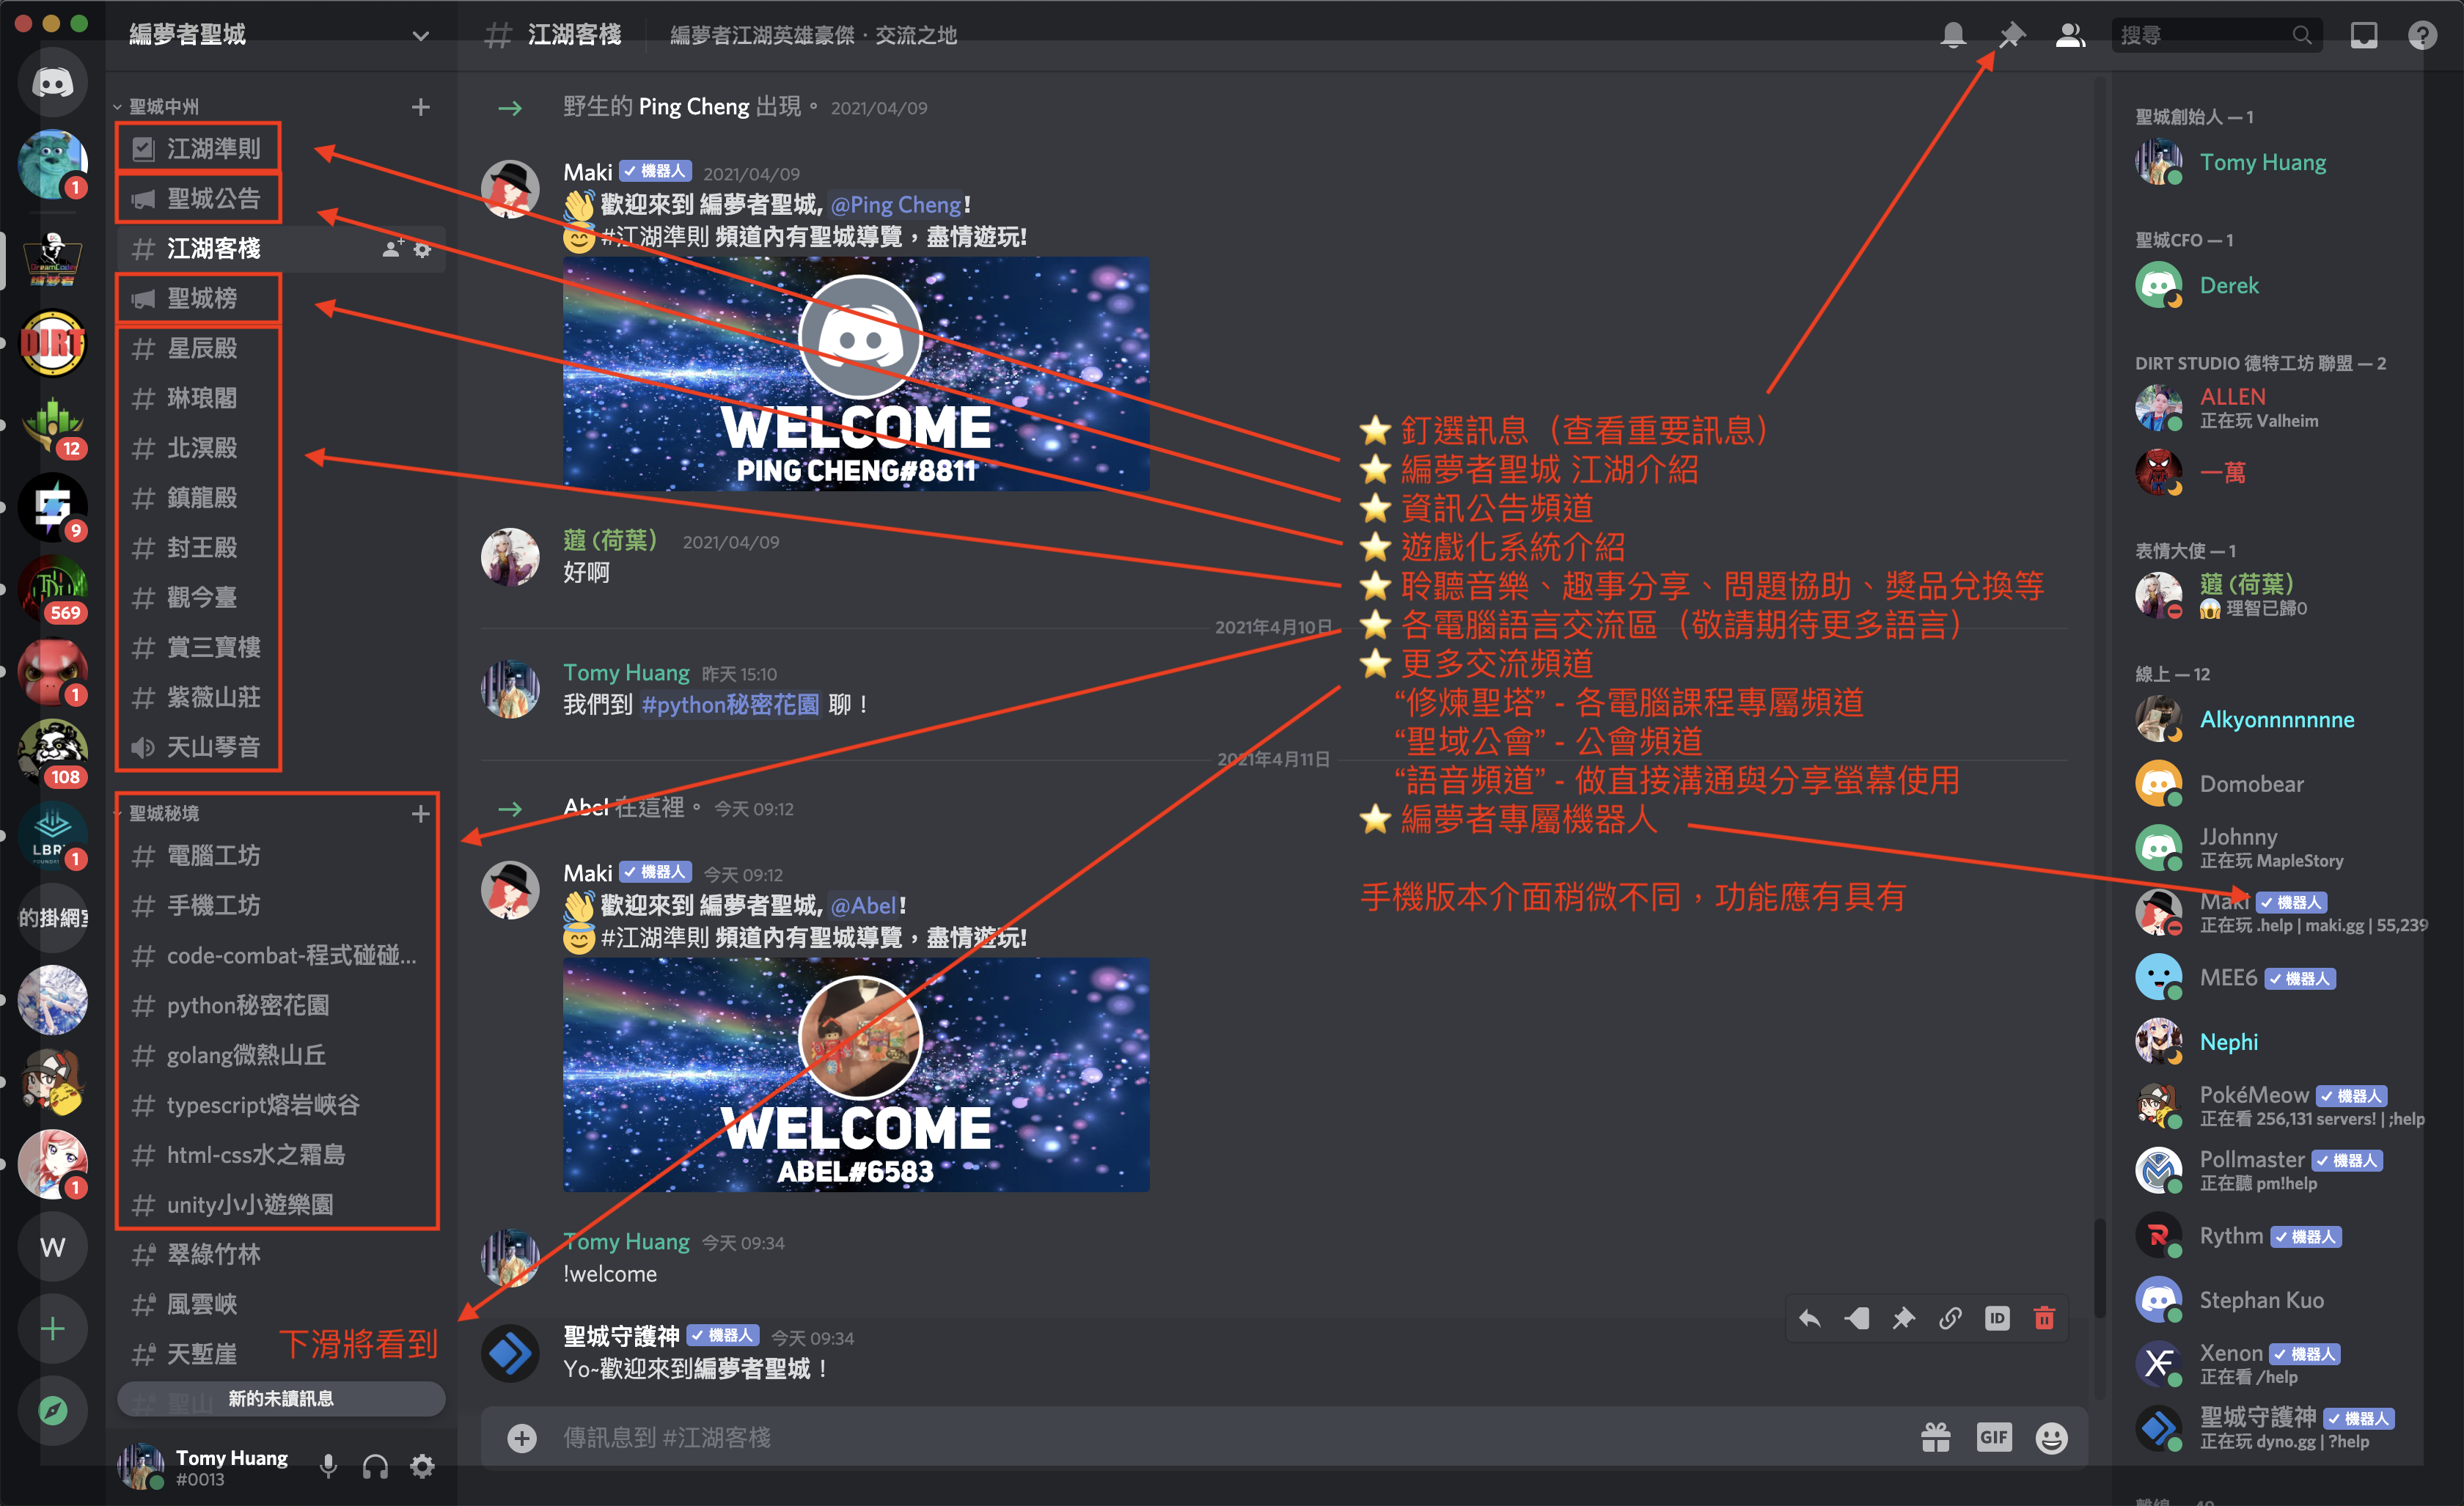 編夢者聖城
江湖客棧
編夢者江湖英雄豪傑・交流之地
搜尋
1
DreamCode
編夢者
DIRT
12
9
569
1
108
LBRY
1
的掛網
1
W
聖城中州
江湖準則
聖城公告
江湖客棧
聖城榜
星辰殿
琳琅閣
北溟殿
鎮龍殿
封王殿
觀今臺
賞三寶樓
紫薇山莊
天山琴音
聖城秘境
電腦工坊
手機工坊
code-combat-程式碰碰...
python秘密花園
golang微熱山丘
typescript熔岩峽谷
html-css水之霜島
unity小小遊樂園
翠綠竹林
風雲峽
天塹崖
下滑將看到
聖山
新的未讀訊息
Tomy Huang
#0013
野生的 Ping Cheng 出現。 2021/04/09
Maki 機器人 2021/04/09
歡迎來到 編夢者聖城, @Ping Cheng!
#江湖準則 頻道內有聖城導覽，盡情遊玩!
WELCOME
PING CHENG#8811
蕸 (荷葉) 2021/04/09
好啊
2021年4月10日
Tomy Huang 昨天 15:10
我們到 #python秘密花園 聊！
2021年4月11日
Abel 在這裡。 今天 09:12
Maki 機器人 今天 09:12
歡迎來到 編夢者聖城, @Abel!
#江湖準則 頻道內有聖城導覽，盡情遊玩!
WELCOME
ABEL#6583
Tomy Huang 今天 09:34
!welcome
聖城守護神 機器人 今天 09:34
Yo~歡迎來到編夢者聖城！
ID
傳訊息到 #江湖客棧
GIF
釘選訊息（查看重要訊息）
編夢者聖城 江湖介紹
資訊公告頻道
遊戲化系統介紹
聆聽音樂、趣事分享、問題協助、獎品兌換等
各電腦語言交流區（敬請期待更多語言）
更多交流頻道
“修煉聖塔” - 各電腦課程專屬頻道
“聖域公會” - 公會頻道
“語音頻道” - 做直接溝通與分享螢幕使用
編夢者專屬機器人
手機版本介面稍微不同，功能應有具有
聖城創始人 — 1
Tomy Huang
聖城CFO — 1
Derek
DIRT STUDIO 德特工坊 聯盟 — 2
ALLEN
正在玩 Valheim
一萬
表情大使 — 1
蕸 (荷葉)
理智已歸0
線上 — 12
Alkyonnnnnnne
Domobear
JJohnny
正在玩 MapleStory
Maki 機器人
正在玩 .help | maki.gg | 55,239
MEE6 機器人
Nephi
PokéMeow 機器人
正在看 256,131 servers! | ;help
Pollmaster 機器人
正在聽 pm!help
Rythm 機器人
Stephan Kuo
Xenon 機器人
正在看 /help
聖城守護神 機器人
正在玩 dyno.gg | ?help